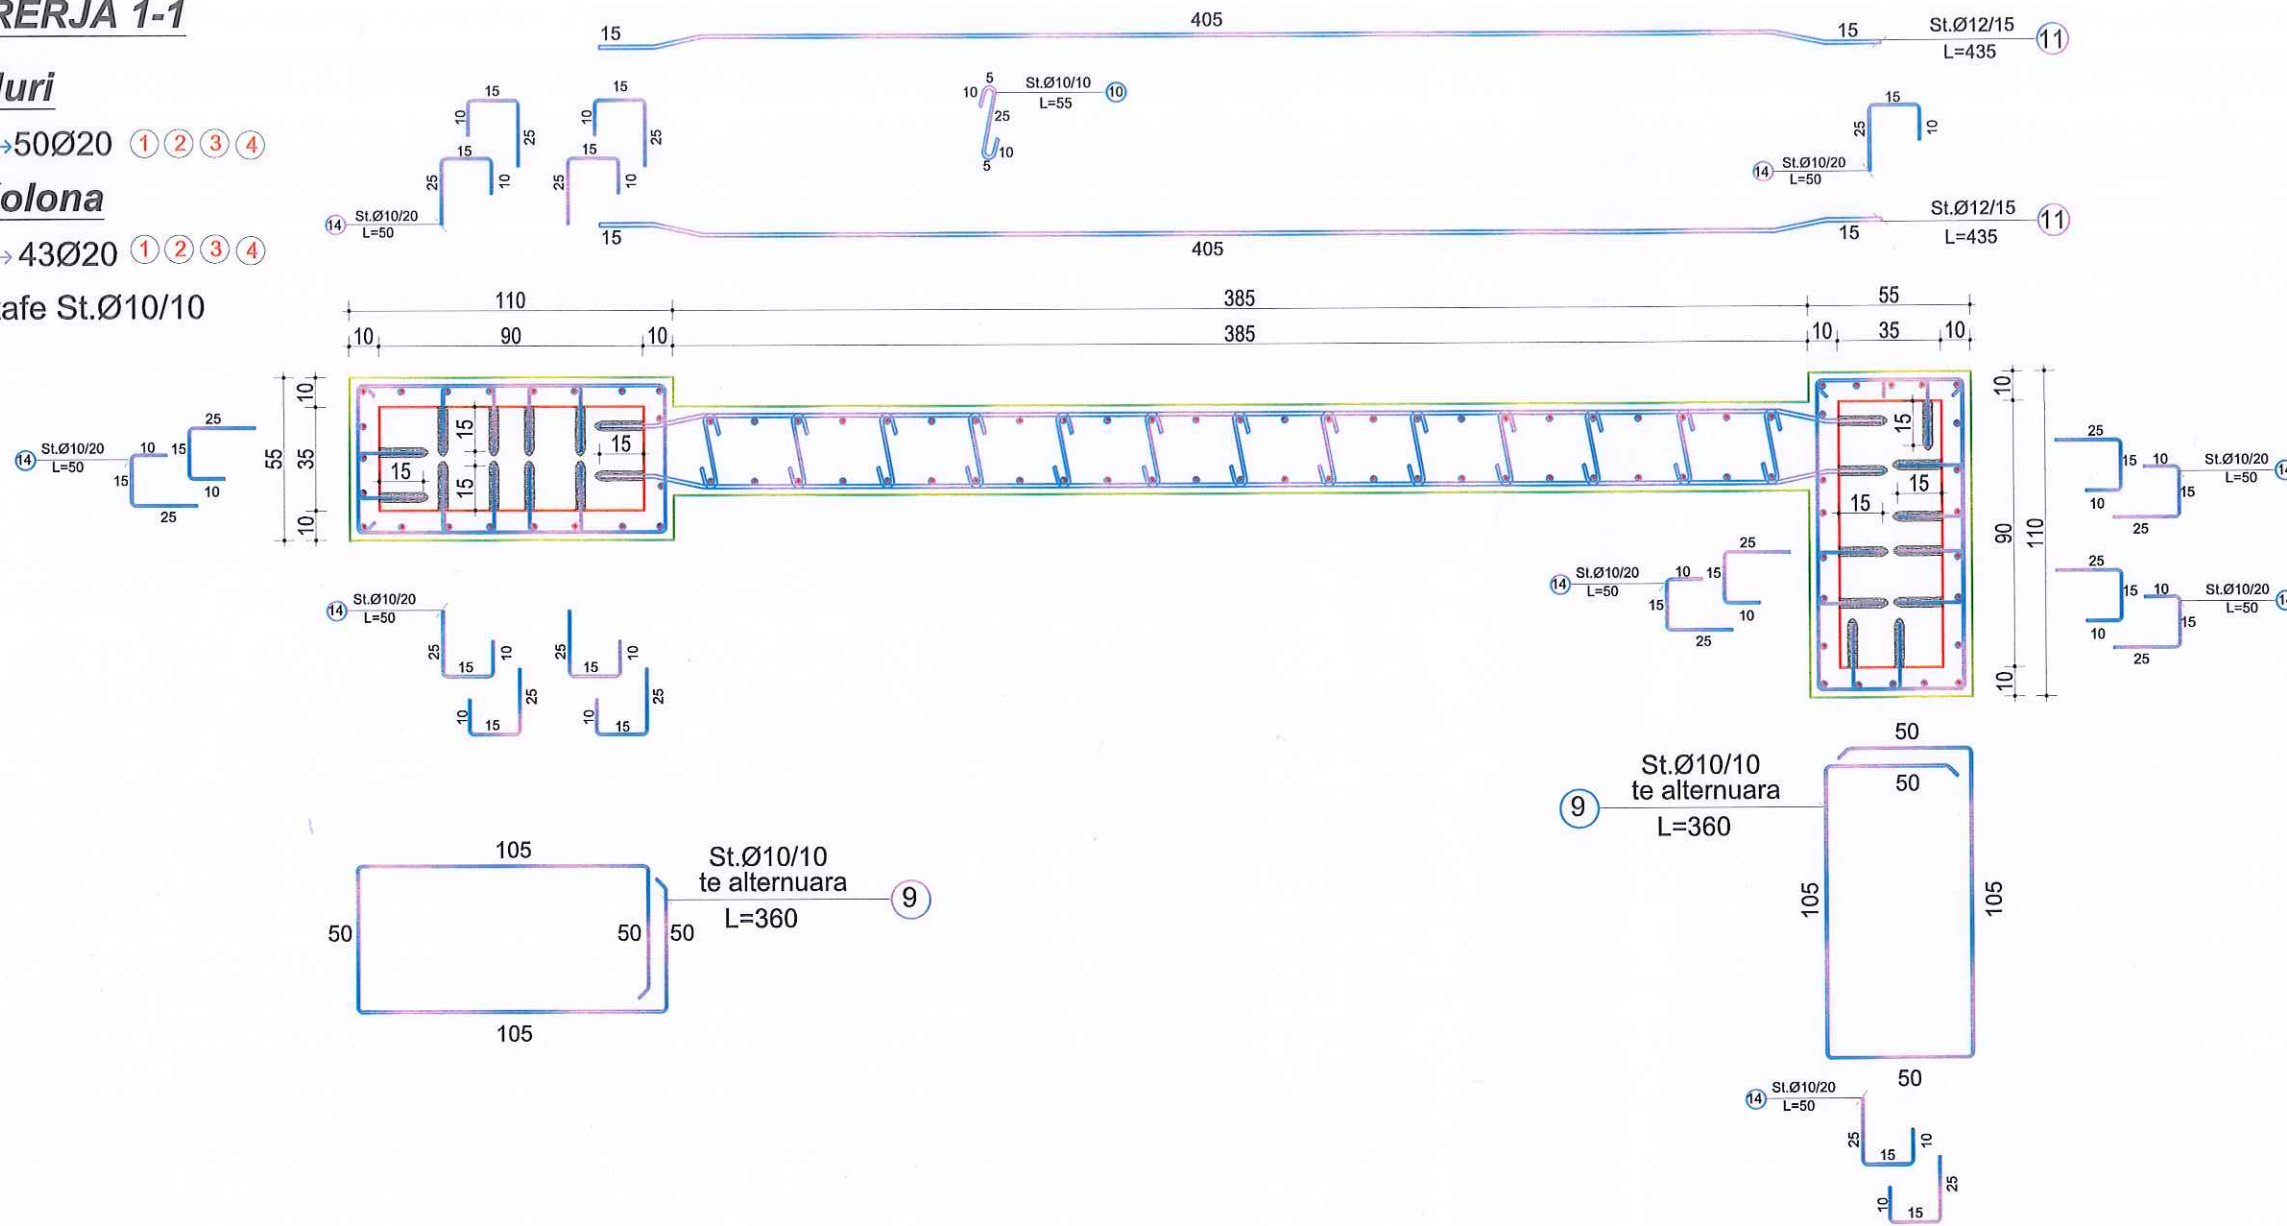 RERJA 1-1
uri
→50Ø20 1 2 3 4
olona
→43Ø20 1 2 3 4
tafe St.Ø10/10
15 405 15 St.Ø12/15 11
L=435
15 10 25
15 25 10
15 10 25
15 25 10
14 St.Ø10/20
L=50
5 10 25 10 5
St.Ø10/10 10
L=55
15 25 10
14 St.Ø10/20
L=50
15 405 15 St.Ø12/15 11
L=435
110 385 55
10 90 10 385 10 35 10
55 10 35 10
15 15 15 15
15 15 15
10 90 10 110
14 St.Ø10/20
L=50
10 15 25
25 15 10
25 15 10
10 15 25
St.Ø10/20 14
L=50
25 15 10
10 15 25
St.Ø10/20
L=50
14 St.Ø10/20
L=50
10 15 25
25 15 10
14 St.Ø10/20
L=50
25 15 10
10 15 25
25 15 10
10 15 25
105
50 50 50
105
St.Ø10/10
te alternuara 9
L=360
50
50
105 105
50
St.Ø10/10
9 te alternuara
L=360
14 St.Ø10/20
L=50
25 15 10
10 15 25